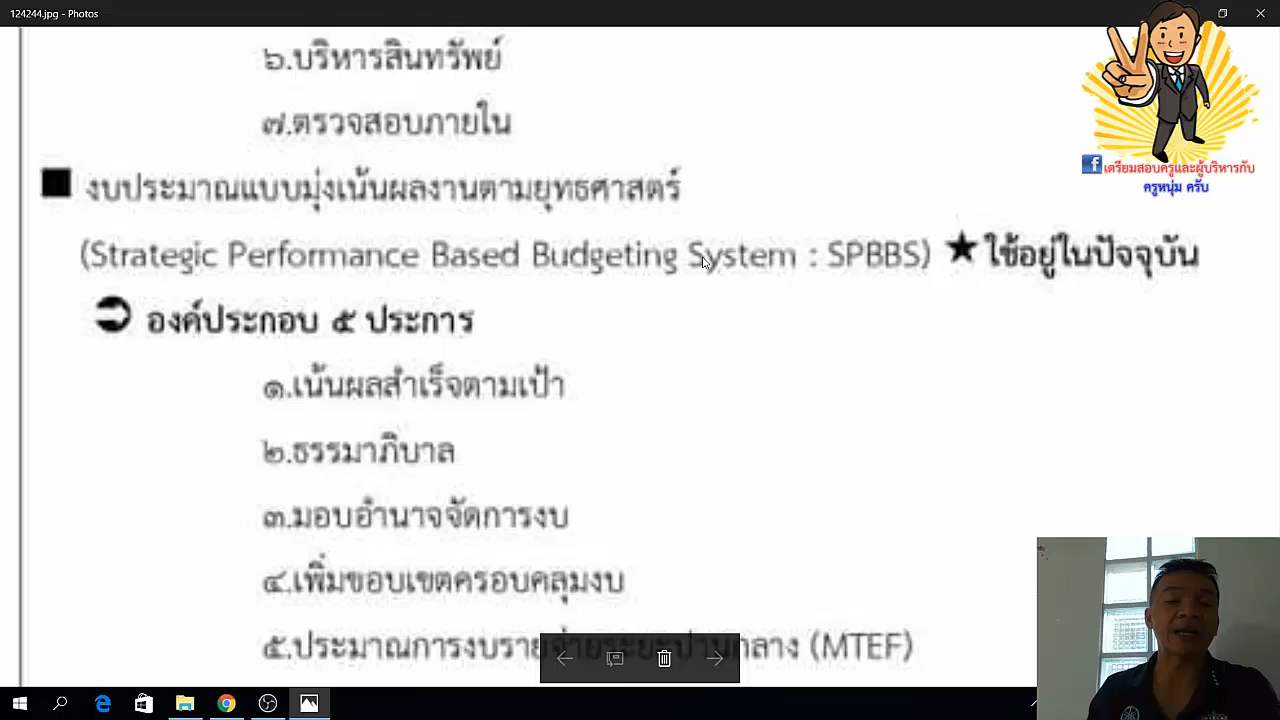 124244.jpg - Photos
๖.บริหารสินทรัพย์
๗.ตรวจสอบภายใน
งบประมาณแบบมุ่งเน้นผลงานตามยุทธศาสตร์
(Strategic Performance Based Budgeting System : SPBBS) ★ ใช้อยู่ในปัจจุบัน
องค์ประกอบ ๕ ประการ
๑.เน้นผลสำเร็จตามเป้า
๒.ธรรมาภิบาล
๓.มอบอำนาจจัดการงบ
๔.เพิ่มขอบเขตครอบคลุมงบ
๕.ประมาณการงบรายจ่ายระยะปานกลาง (MTEF)
f เตรียมสอบครูและผู้บริหารกับ
ครูหนุ่ม ครับ